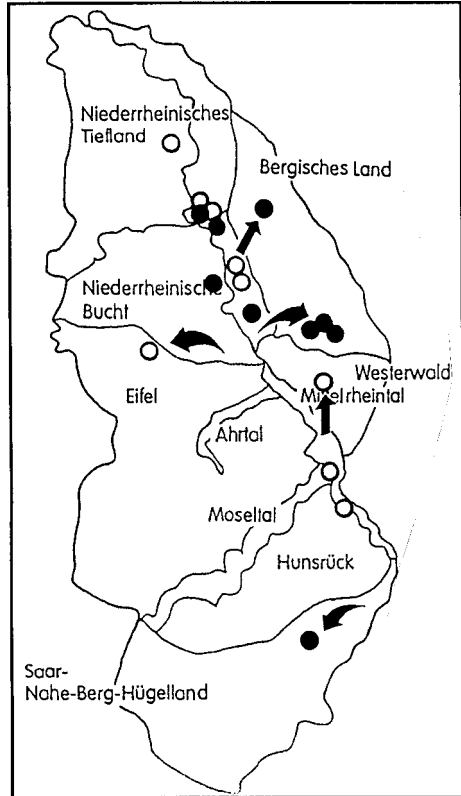 Niederrheinisches
Tiefland
Bergisches Land
Niederrheinische
Bucht
Westerwald
Mittelrheintal
Eifel
Ahrtal
Moseltal
Hunsrück
Saar-
Nahe-Berg-Hügelland